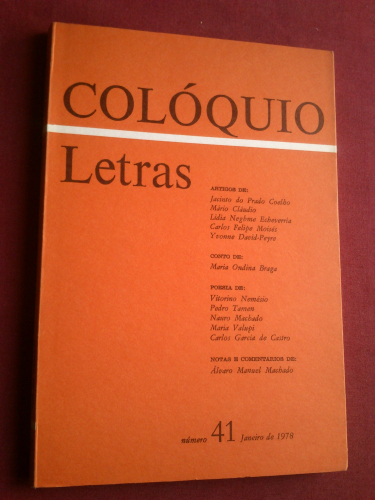 COLÓQUIO
Letras
ARTIGOS DE:
Jacinto do Prado Coelho
Mário Cláudio
Lidia Neghme Echeverría
Carlos Felipe Moisés
Yvonne David-Peyre
CONTO DE:
Maria Ondina Braga
POESIA DE:
Vitorino Nemésio
Pedro Tamen
Nauro Machado
Maria Valupi
Carlos Garcia de Castro
NOTAS E COMENTÁRIOS DE:
Álvaro Manuel Machado
número 41 Janeiro de 1978